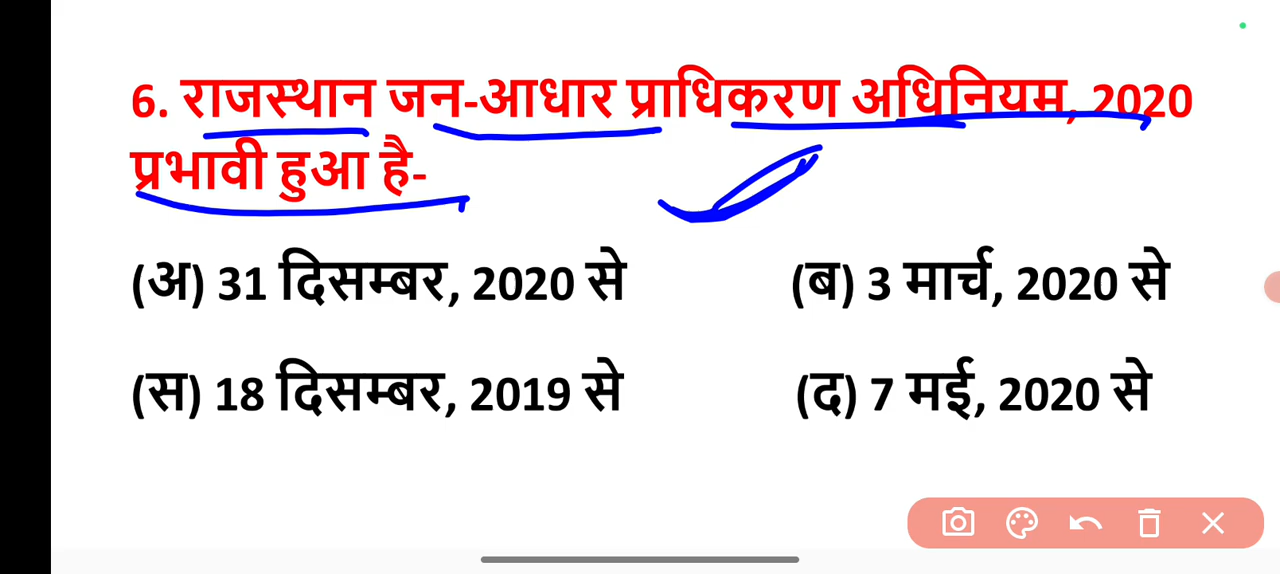 6. राजस्थान जन-आधार प्राधिकरण अधिनियम, 2020
प्रभावी हुआ है-
(अ) 31 दिसम्बर, 2020 से (ब) 3 मार्च, 2020 से
(स) 18 दिसम्बर, 2019 से (द) 7 मई, 2020 से